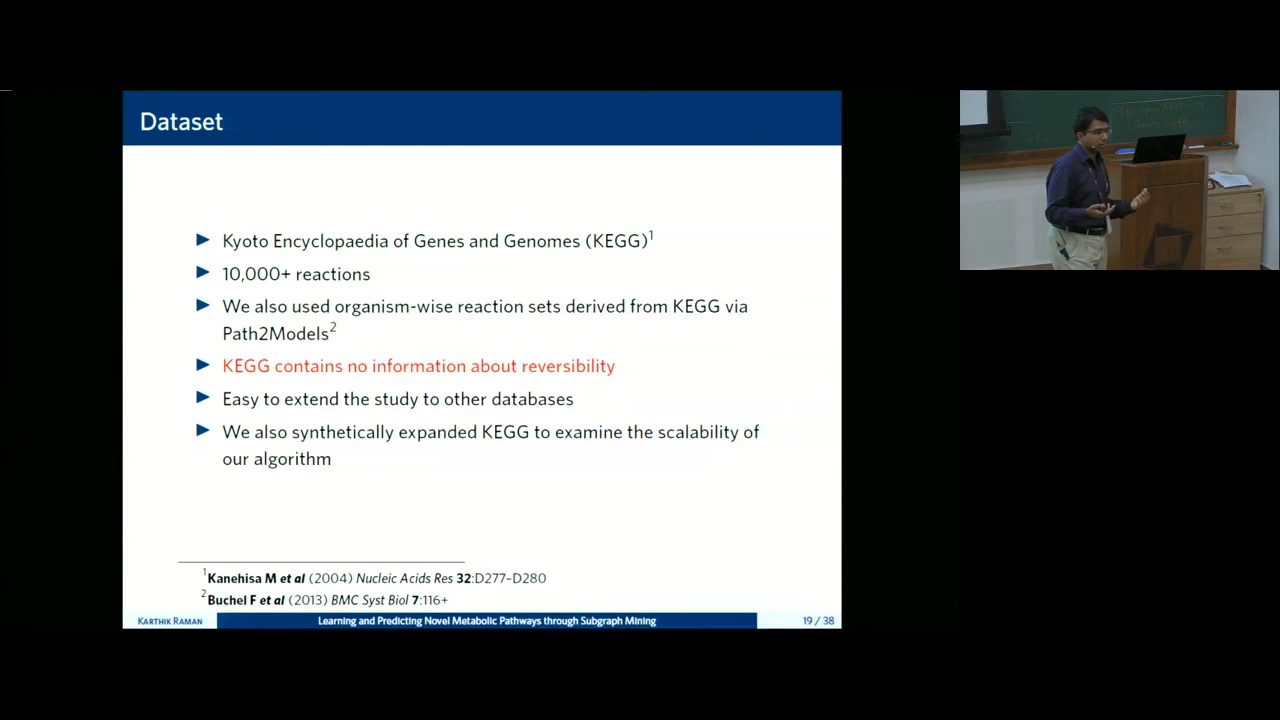 Dataset
► Kyoto Encyclopaedia of Genes and Genomes (KEGG)1
► 10,000+ reactions
► We also used organism-wise reaction sets derived from KEGG via
Path2Models2
► KEGG contains no information about reversibility
► Easy to extend the study to other databases
► We also synthetically expanded KEGG to examine the scalability of
our algorithm
1Kanehisa M et al (2004) Nucleic Acids Res 32:D277–D280
2Buchel F et al (2013) BMC Syst Biol 7:116+
KARTHIK RAMAN Learning and Predicting Novel Metabolic Pathways through Subgraph Mining 19 / 38